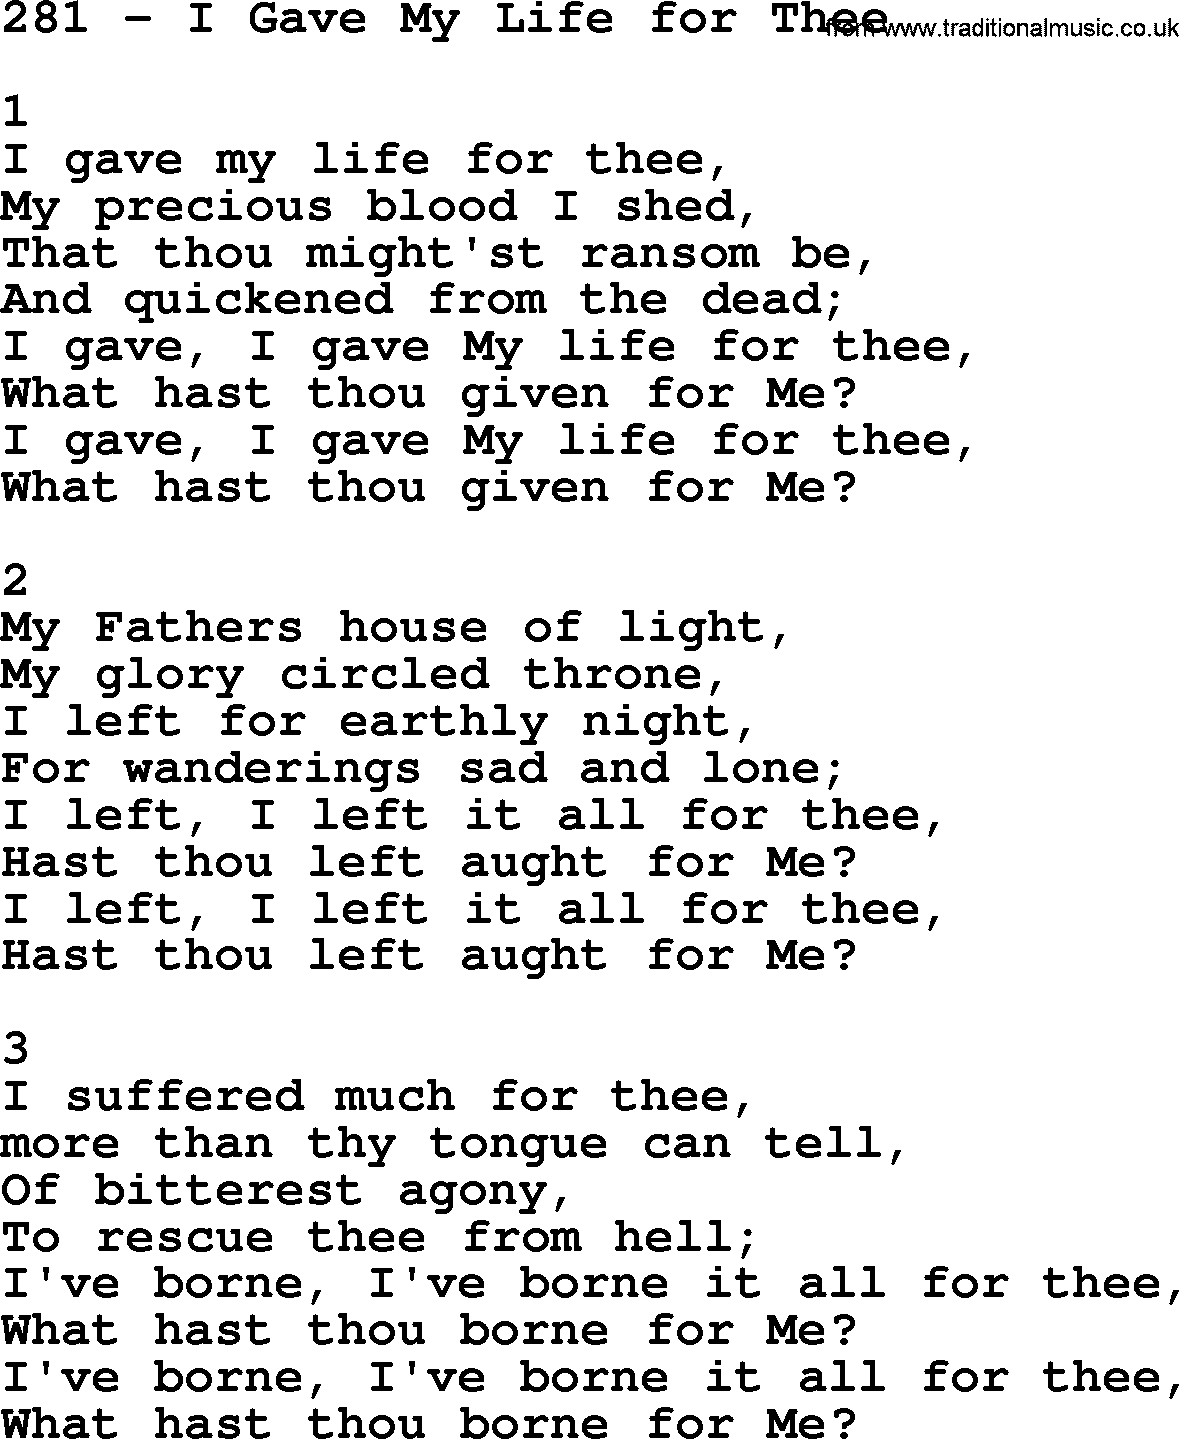 281 - I Gave My Life for Thee
from www.traditionalmusic.co.uk
1
I gave my life for thee,
My precious blood I shed,
That thou might'st ransom be,
And quickened from the dead;
I gave, I gave My life for thee,
What hast thou given for Me?
I gave, I gave My life for thee,
What hast thou given for Me?
2
My Fathers house of light,
My glory circled throne,
I left for earthly night,
For wanderings sad and lone;
I left, I left it all for thee,
Hast thou left aught for Me?
I left, I left it all for thee,
Hast thou left aught for Me?
3
I suffered much for thee,
more than thy tongue can tell,
Of bitterest agony,
To rescue thee from hell;
I've borne, I've borne it all for thee,
What hast thou borne for Me?
I've borne, I've borne it all for thee,
What hast thou borne for Me?